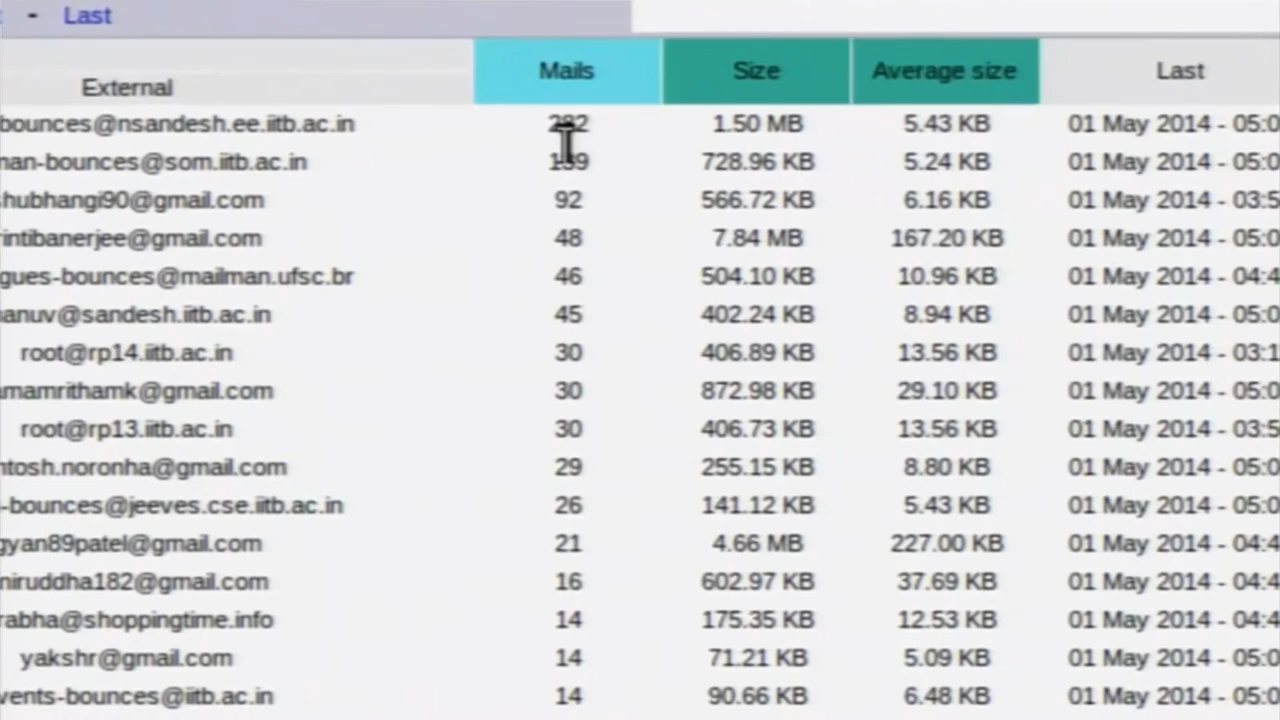 - Last
External Mails Size Average size Last
bounces@nsandesh.ee.iitb.ac.in 282 1.50 MB 5.43 KB 01 May 2014 - 05:0
nan-bounces@som.iitb.ac.in 139 728.96 KB 5.24 KB 01 May 2014 - 05:0
shubhangi90@gmail.com 92 566.72 KB 6.16 KB 01 May 2014 - 03:5
rintibanerjee@gmail.com 48 7.84 MB 167.20 KB 01 May 2014 - 05:0
gues-bounces@mailman.ufsc.br 46 504.10 KB 10.96 KB 01 May 2014 - 04:4
anuv@sandesh.iitb.ac.in 45 402.24 KB 8.94 KB 01 May 2014 - 05:0
root@rp14.iitb.ac.in 30 406.89 KB 13.56 KB 01 May 2014 - 03:1
amamrithamk@gmail.com 30 872.98 KB 29.10 KB 01 May 2014 - 05:0
root@rp13.iitb.ac.in 30 406.73 KB 13.56 KB 01 May 2014 - 03:5
ntosh.noronha@gmail.com 29 255.15 KB 8.80 KB 01 May 2014 - 05:0
-bounces@jeeves.cse.iitb.ac.in 26 141.12 KB 5.43 KB 01 May 2014 - 05:0
gyan89patel@gmail.com 21 4.66 MB 227.00 KB 01 May 2014 - 04:4
niruddha182@gmail.com 16 602.97 KB 37.69 KB 01 May 2014 - 04:4
rabha@shoppingtime.info 14 175.35 KB 12.53 KB 01 May 2014 - 04:4
yakshr@gmail.com 14 71.21 KB 5.09 KB 01 May 2014 - 05:0
vents-bounces@iitb.ac.in 14 90.66 KB 6.48 KB 01 May 2014 - 05:0